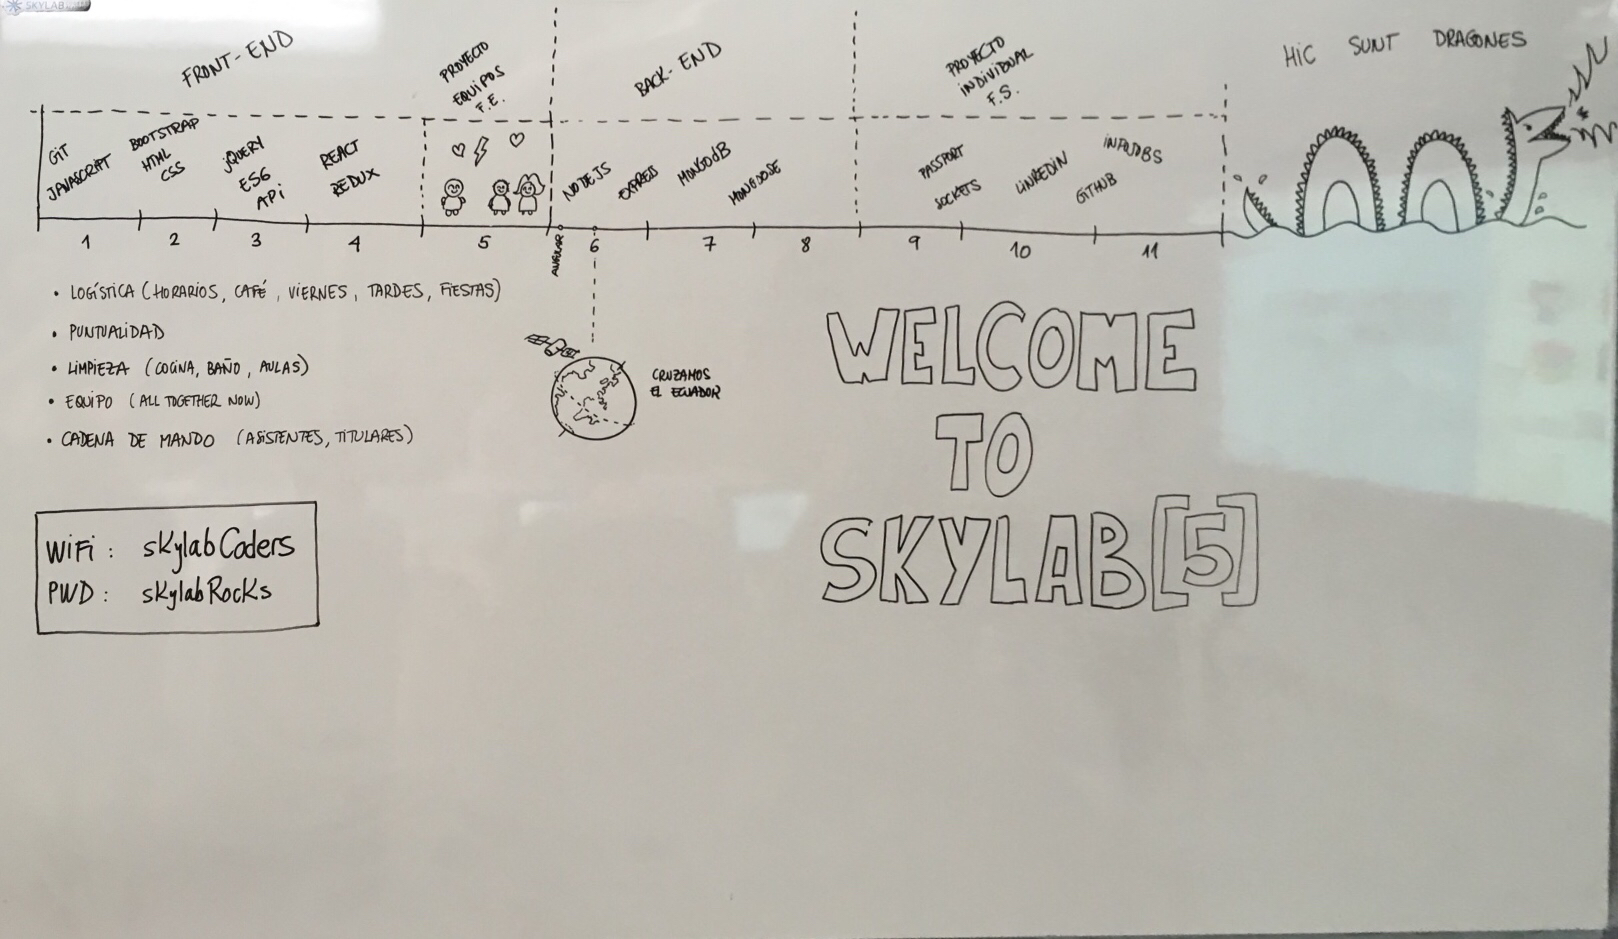 SKYLAB
FRONT-END
PROYECTO
EQUIPOS
F.E.
BACK-END
PROYECTO
INDIVIDUAL
F.S.
HIC SUNT DRAGONES
GIT
JAVASCRIPT
BOOTSTRAP
HTML
CSS
jQUERY
ES6
APi
REACT
REDUX
NODEJS
EXPRESS
MONGODB
MONGOOSE
PASSPORT
SOCKETS
LINKEDIN
GITHUB
INFOJOBS
1 2 3 4 5 6 7 8 9 10 11
ANGULAR
• LOGÍSTICA (HORARIOS, CAFÉ, VIERNES, TARDES, FIESTAS)
• PUNTUALIDAD
• LIMPIEZA (COCINA, BAÑO, AULAS)
• EQUIPO (ALL TOGETHER NOW)
• CADENA DE MANDO (ASISTENTES, TITULARES)
CRUZAMOS
EL ECUADOR
WELCOME
TO
SKYLAB[5]
WiFi: sKylabCoders
PWD: sKylabRocKs